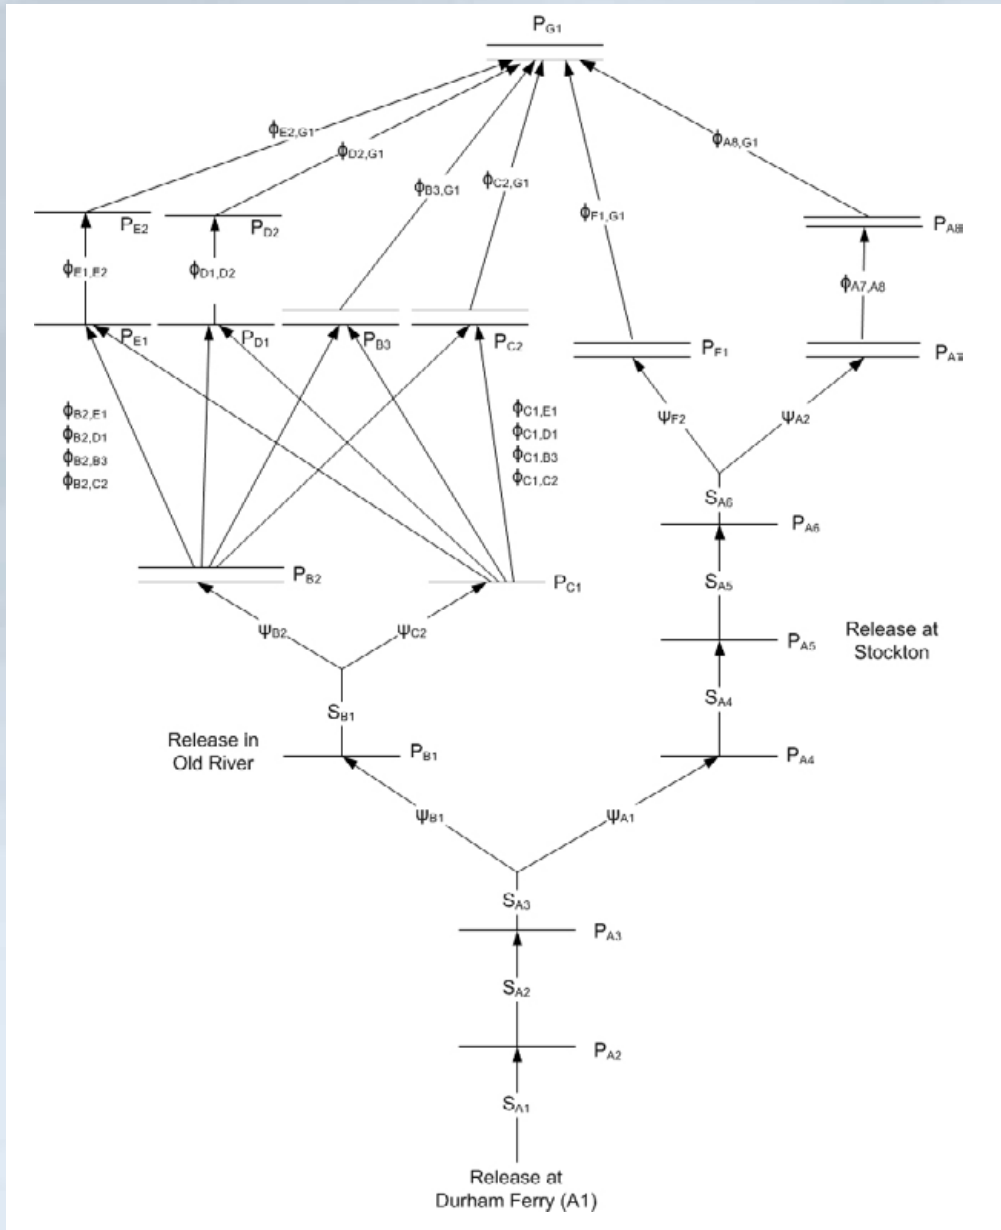 PG1
ϕE2,G1
ϕD2,G1
ϕA8,G1
ϕB3,G1
ϕC2,G1
ϕF1,G1
PE2
PD2
PA8
ϕE1,E2
ϕD1,D2
ϕA7,A8
PE1
PD1
PB3
PC2
PF1
PA7
ϕB2,E1
ϕB2,D1
ϕB2,B3
ϕB2,C2
ϕC1,E1
ϕC1,D1
ϕC1,B3
ϕC1,C2
ψF2
ψA2
SA6
PA6
PB2
PC1
SA5
ψB2
ψC2
PA5
Release at
Stockton
SB1
SA4
Release in
Old River
PB1
PA4
ψB1
ψA1
SA3
PA3
SA2
PA2
SA1
Release at
Durham Ferry (A1)